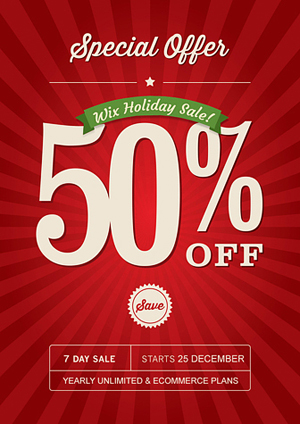 Special Offer
Wix Holiday Sale!
50%
OFF
Save
7 DAY SALE STARTS 25 DECEMBER
YEARLY UNLIMITED & ECOMMERCE PLANS